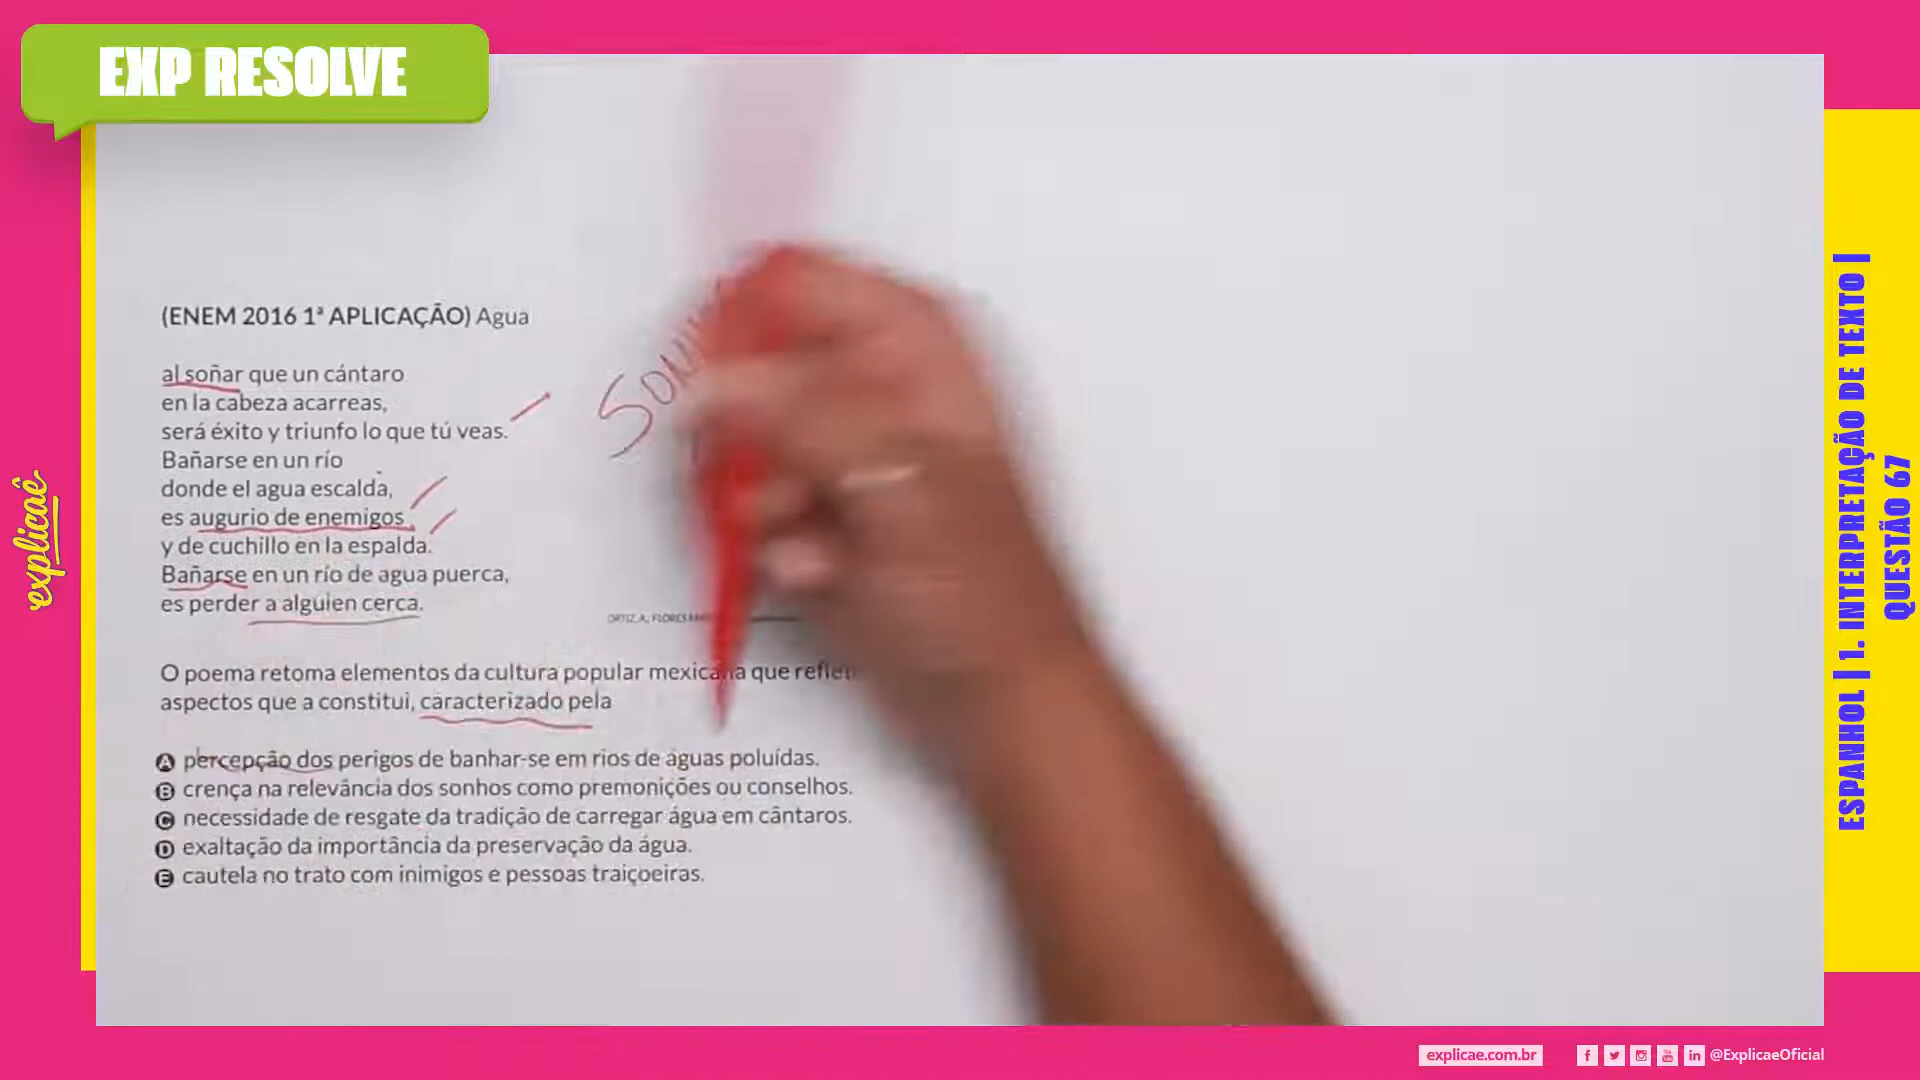 EXP RESOLVE
(ENEM 2016 1ª APLICAÇÃO) Agua
al soñar que un cántaro
en la cabeza acarreas,
será éxito y triunfo lo que tú veas.
Bañarse en un río
donde el agua escalda,
es augurio de enemigos
y de cuchillo en la espalda.
Bañarse en un río de agua puerca,
es perder a alguien cerca.
ORTIZ, A; FLORES
O poema retoma elementos da cultura popular mexicana que
aspectos que a constitui, caracterizado pela
A percepção dos perigos de banhar-se em rios de águas poluídas.
B crença na relevância dos sonhos como premonições ou conselhos.
C necessidade de resgate da tradição de carregar água em cântaros.
D exaltação da importância da preservação da água.
E cautela no trato com inimigos e pessoas traiçoeiras.
explicaê
ESPANHOL | 1. INTERPRETAÇÃO DE TEXTO |
QUESTÃO 67
explicae.com.br
@ExplicaeOficial